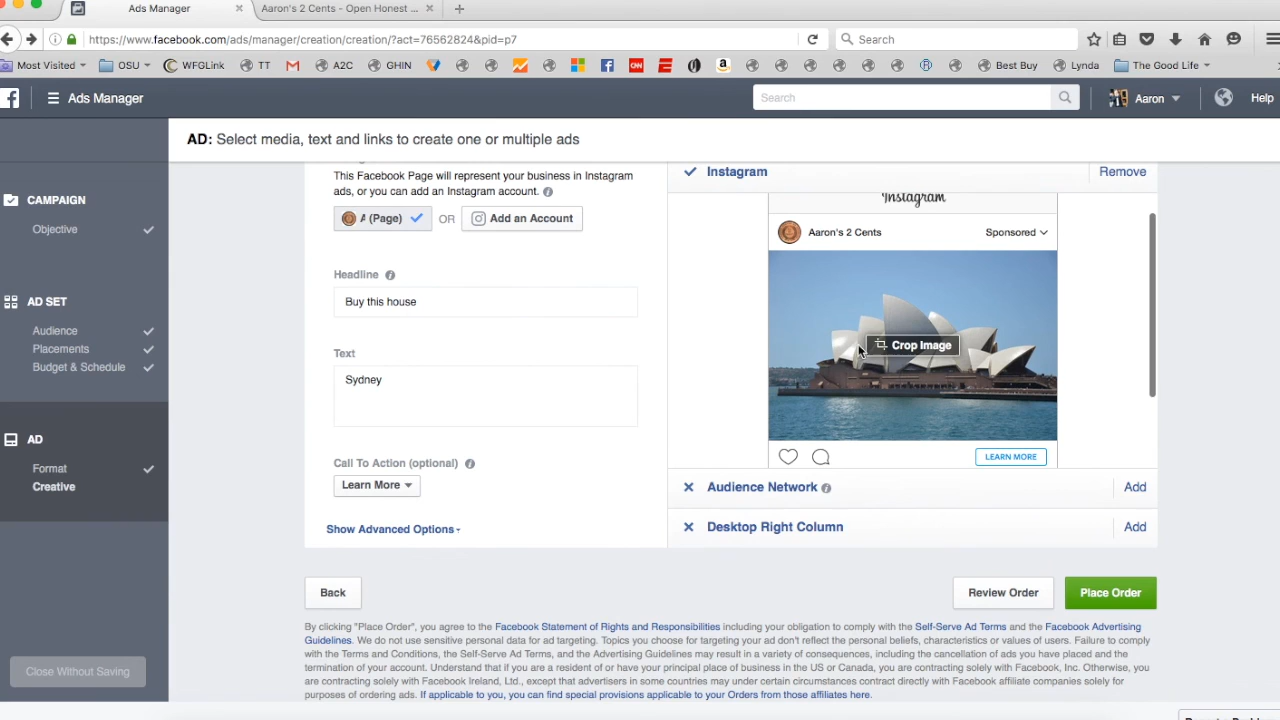 Ads Manager
Aaron's 2 Cents - Open Honest ...
https://www.facebook.com/ads/manager/creation/creation/?act=76562824&pid=p7
Search
Most Visited
OSU
WFGLink
TT
A2C
GHIN
Best Buy
Lynda
The Good Life
Ads Manager
Search
Aaron
Help
AD: Select media, text and links to create one or multiple ads
CAMPAIGN
Objective
AD SET
Audience
Placements
Budget & Schedule
AD
Format
Creative
Close Without Saving
This Facebook Page will represent your business in Instagram
ads, or you can add an Instagram account.
(Page)
OR
Add an Account
Headline
Buy this house
Text
Sydney
Call To Action (optional)
Learn More
Show Advanced Options
Instagram
Remove
Instagram
Aaron's 2 Cents
Sponsored
Crop Image
LEARN MORE
Audience Network
Add
Desktop Right Column
Add
Back
Review Order
Place Order
By clicking "Place Order", you agree to the Facebook Statement of Rights and Responsibilities including your obligation to comply with the Self-Serve Ad Terms and the Facebook Advertising
Guidelines. We do not use sensitive personal data for ad targeting. Topics you choose for targeting your ad don't reflect the personal beliefs, characteristics or values of users. Failure to comply
with the Terms and Conditions, the Self-Serve Ad Terms, and the Advertising Guidelines may result in a variety of consequences, including the cancellation of ads you have placed and the
termination of your account. Understand that if you are a resident of or have your principal place of business in the US or Canada, you are contracting solely with Facebook, Inc. Otherwise, you
are contracting solely with Facebook Ireland, Ltd., except that advertisers in some countries may under certain circumstances contract directly with Facebook affiliate companies solely for
purposes of ordering ads. If applicable to you, you can find special provisions applicable to your Orders from those affiliates here.